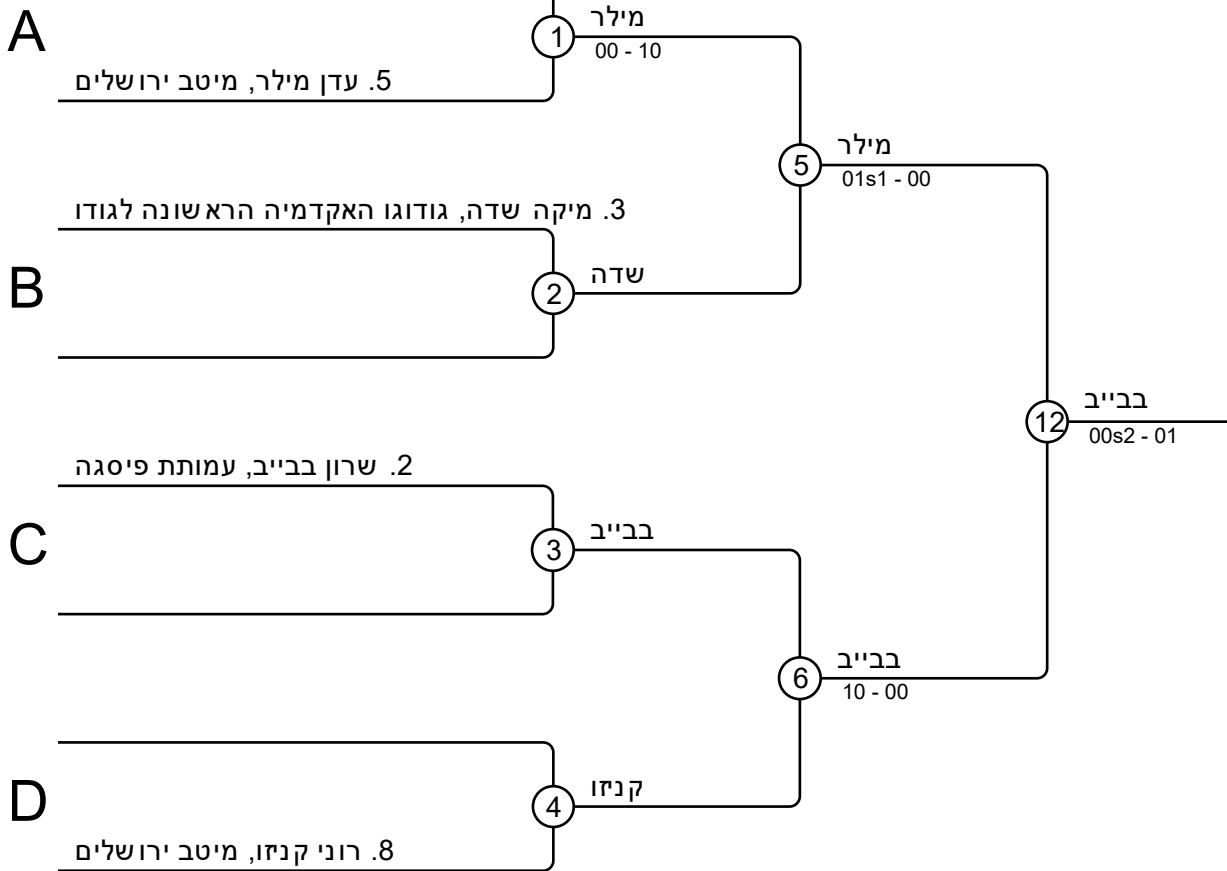 A
1
מילר
00 - 10
5. עדן מילר, מיטב ירושלים
5
מילר
01s1 - 00
3. מיקה שדה, גודוגו האקדמיה הראשונה לגודו
B
2
שדה
12
בבייב
00s2 - 01
2. שרון בבייב, עמותת פיסגה
C
3
בבייב
6
בבייב
10 - 00
D
4
קניזו
8. רוני קניזו, מיטב ירושלים